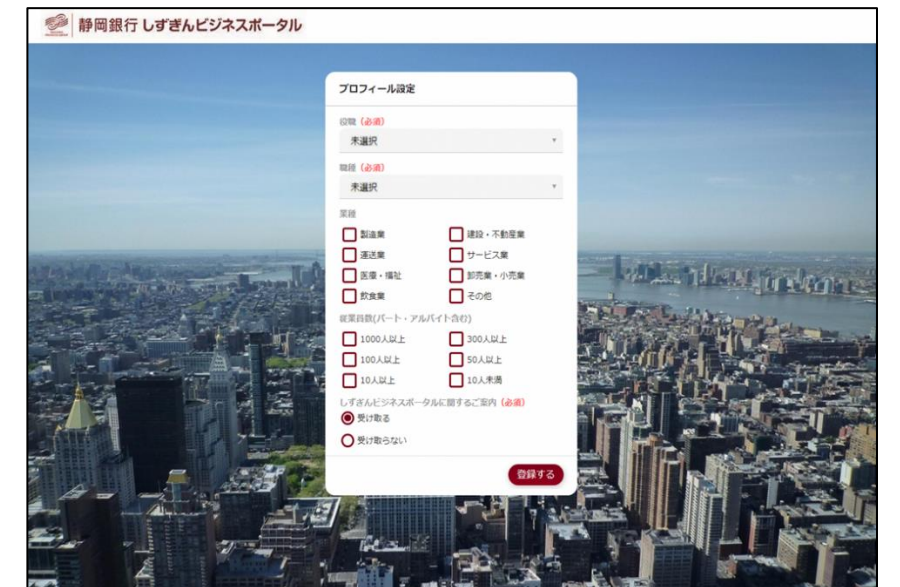 静岡銀行 しずぎんビジネスポータル
プロフィール設定
役職 (必須)
未選択
職種 (必須)
未選択
業種
製造業 建設・不動産業
運送業 サービス業
医療・福祉 卸売業・小売業
飲食業 その他
従業員数(パート・アルバイト含む)
1000人以上 300人以上
100人以上 50人以上
10人以上 10人未満
しずぎんビジネスポータルに関するご案内 (必須)
受け取る
受け取らない
登録する